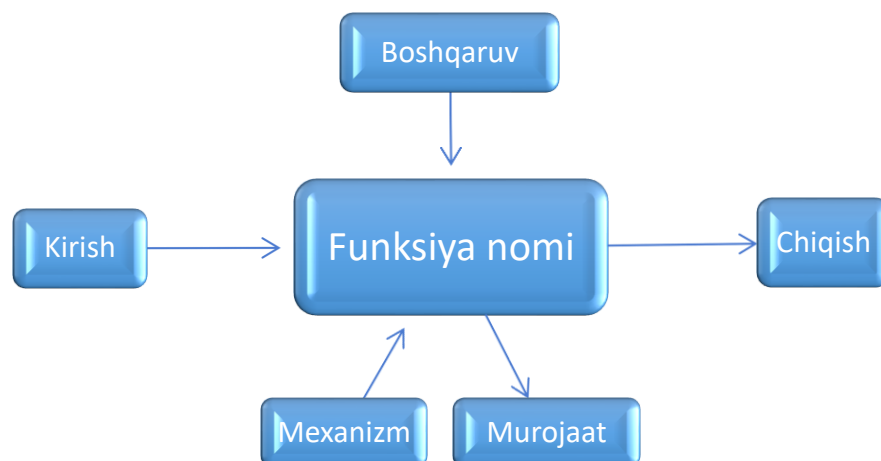 Boshqaruv
Kirish
Funksiya nomi
Chiqish
Mexanizm
Murojaat